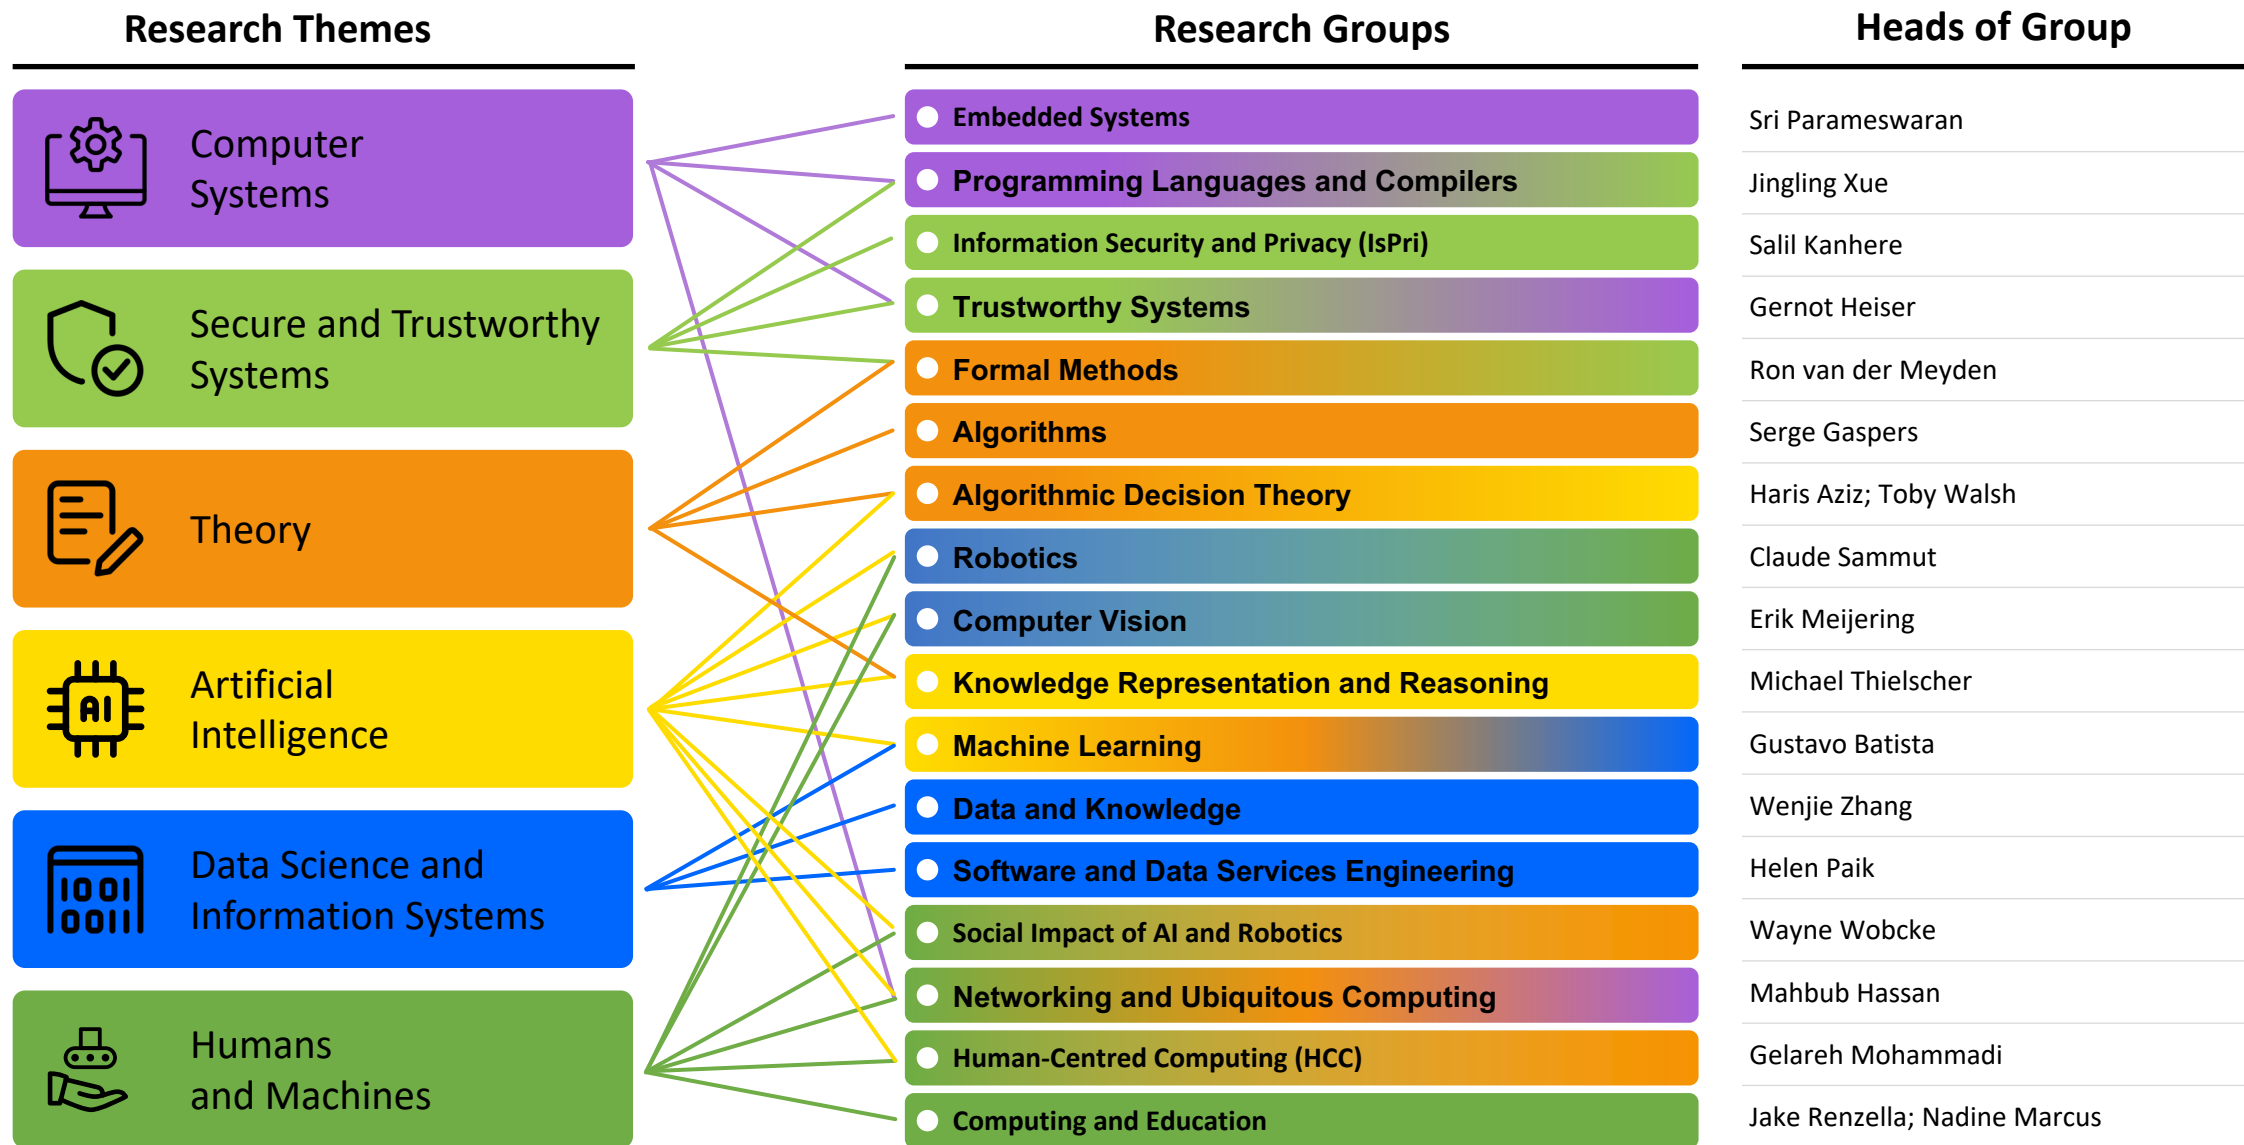 Research Themes
Research Groups
Heads of Group
Computer
Systems
Secure and Trustworthy
Systems
Theory
AI
Artificial
Intelligence
1001
0011
Data Science and
Information Systems
Humans
and Machines
Embedded Systems
Programming Languages and Compilers
Information Security and Privacy (IsPri)
Trustworthy Systems
Formal Methods
Algorithms
Algorithmic Decision Theory
Robotics
Computer Vision
Knowledge Representation and Reasoning
Machine Learning
Data and Knowledge
Software and Data Services Engineering
Social Impact of AI and Robotics
Networking and Ubiquitous Computing
Human-Centred Computing (HCC)
Computing and Education
Sri Parameswaran
Jingling Xue
Salil Kanhere
Gernot Heiser
Ron van der Meyden
Serge Gaspers
Haris Aziz; Toby Walsh
Claude Sammut
Erik Meijering
Michael Thielscher
Gustavo Batista
Wenjie Zhang
Helen Paik
Wayne Wobcke
Mahbub Hassan
Gelareh Mohammadi
Jake Renzella; Nadine Marcus